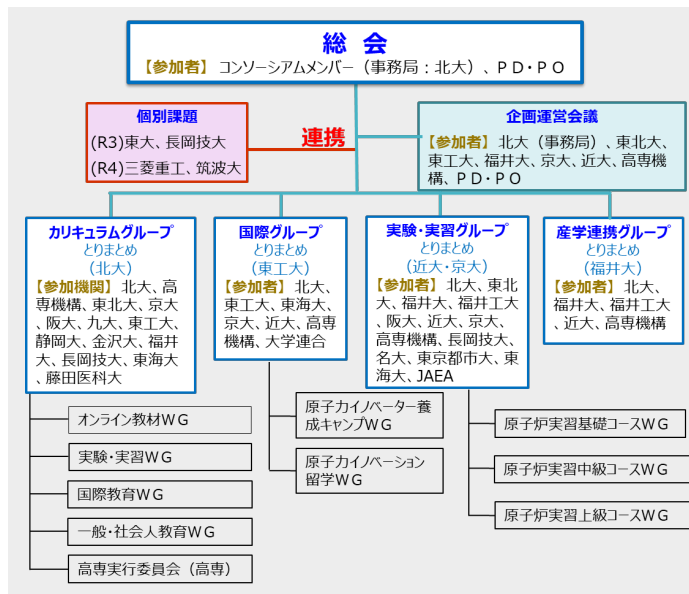 総 会
【参加者】 コンソーシアムメンバー（事務局：北大）、ＰＤ・ＰＯ
個別課題
(R3)東大、長岡技大
(R4)三菱重工、筑波大
連携
企画運営会議
【参加者】 北大（事務局）、東北大、
東工大、福井大、京大、近大、高専機
構、ＰＤ・ＰＯ
カリキュラムグループ
とりまとめ
（北大）
【参加機関】 北大、高
専機構、東北大、京大
、阪大、九大、東工大、
静岡大、金沢大、福井
大、長岡技大、東海大
、藤田医科大
国際グループ
とりまとめ
（東工大）
【参加者】 北大、
東工大、東海大、
京大、近大、高専
機構、大学連合
実験・実習グループ
とりまとめ
（近大・京大）
【参加者】 北大、東北
大、福井大、福井工大、
阪大、近大、京大、
高専機構、長岡技大、
名大、東京都市大、東
海大、JAEA
産学連携グループ
とりまとめ
（福井大）
【参加者】 北大、
福井大、福井工大
、近大、高専機構
オンライン教材ＷＧ
実験・実習ＷＧ
国際教育ＷＧ
一般・社会人教育ＷＧ
高専実行委員会（高専）
原子力イノベーター養
成キャンプＷＧ
原子力イノベーション
留学ＷＧ
原子炉実習基礎コースＷＧ
原子炉実習中級コースＷＧ
原子炉実習上級コースＷＧ